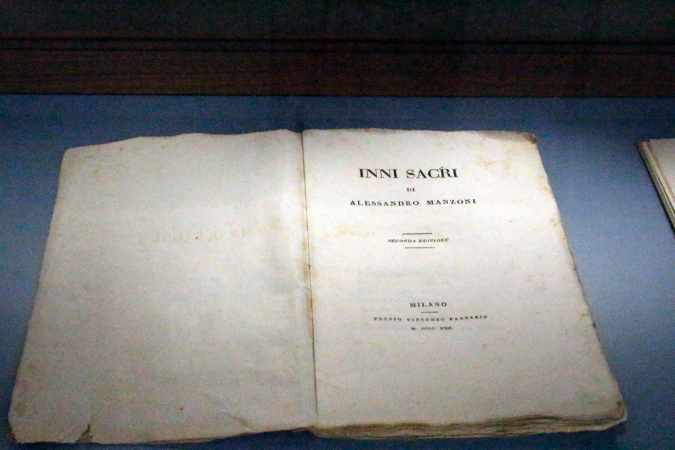 INNI SACRI
DI
ALESSANDRO MANZONI
SECONDA EDIZIONE
MILANO
PRESSO VINCENZO FERRARIO